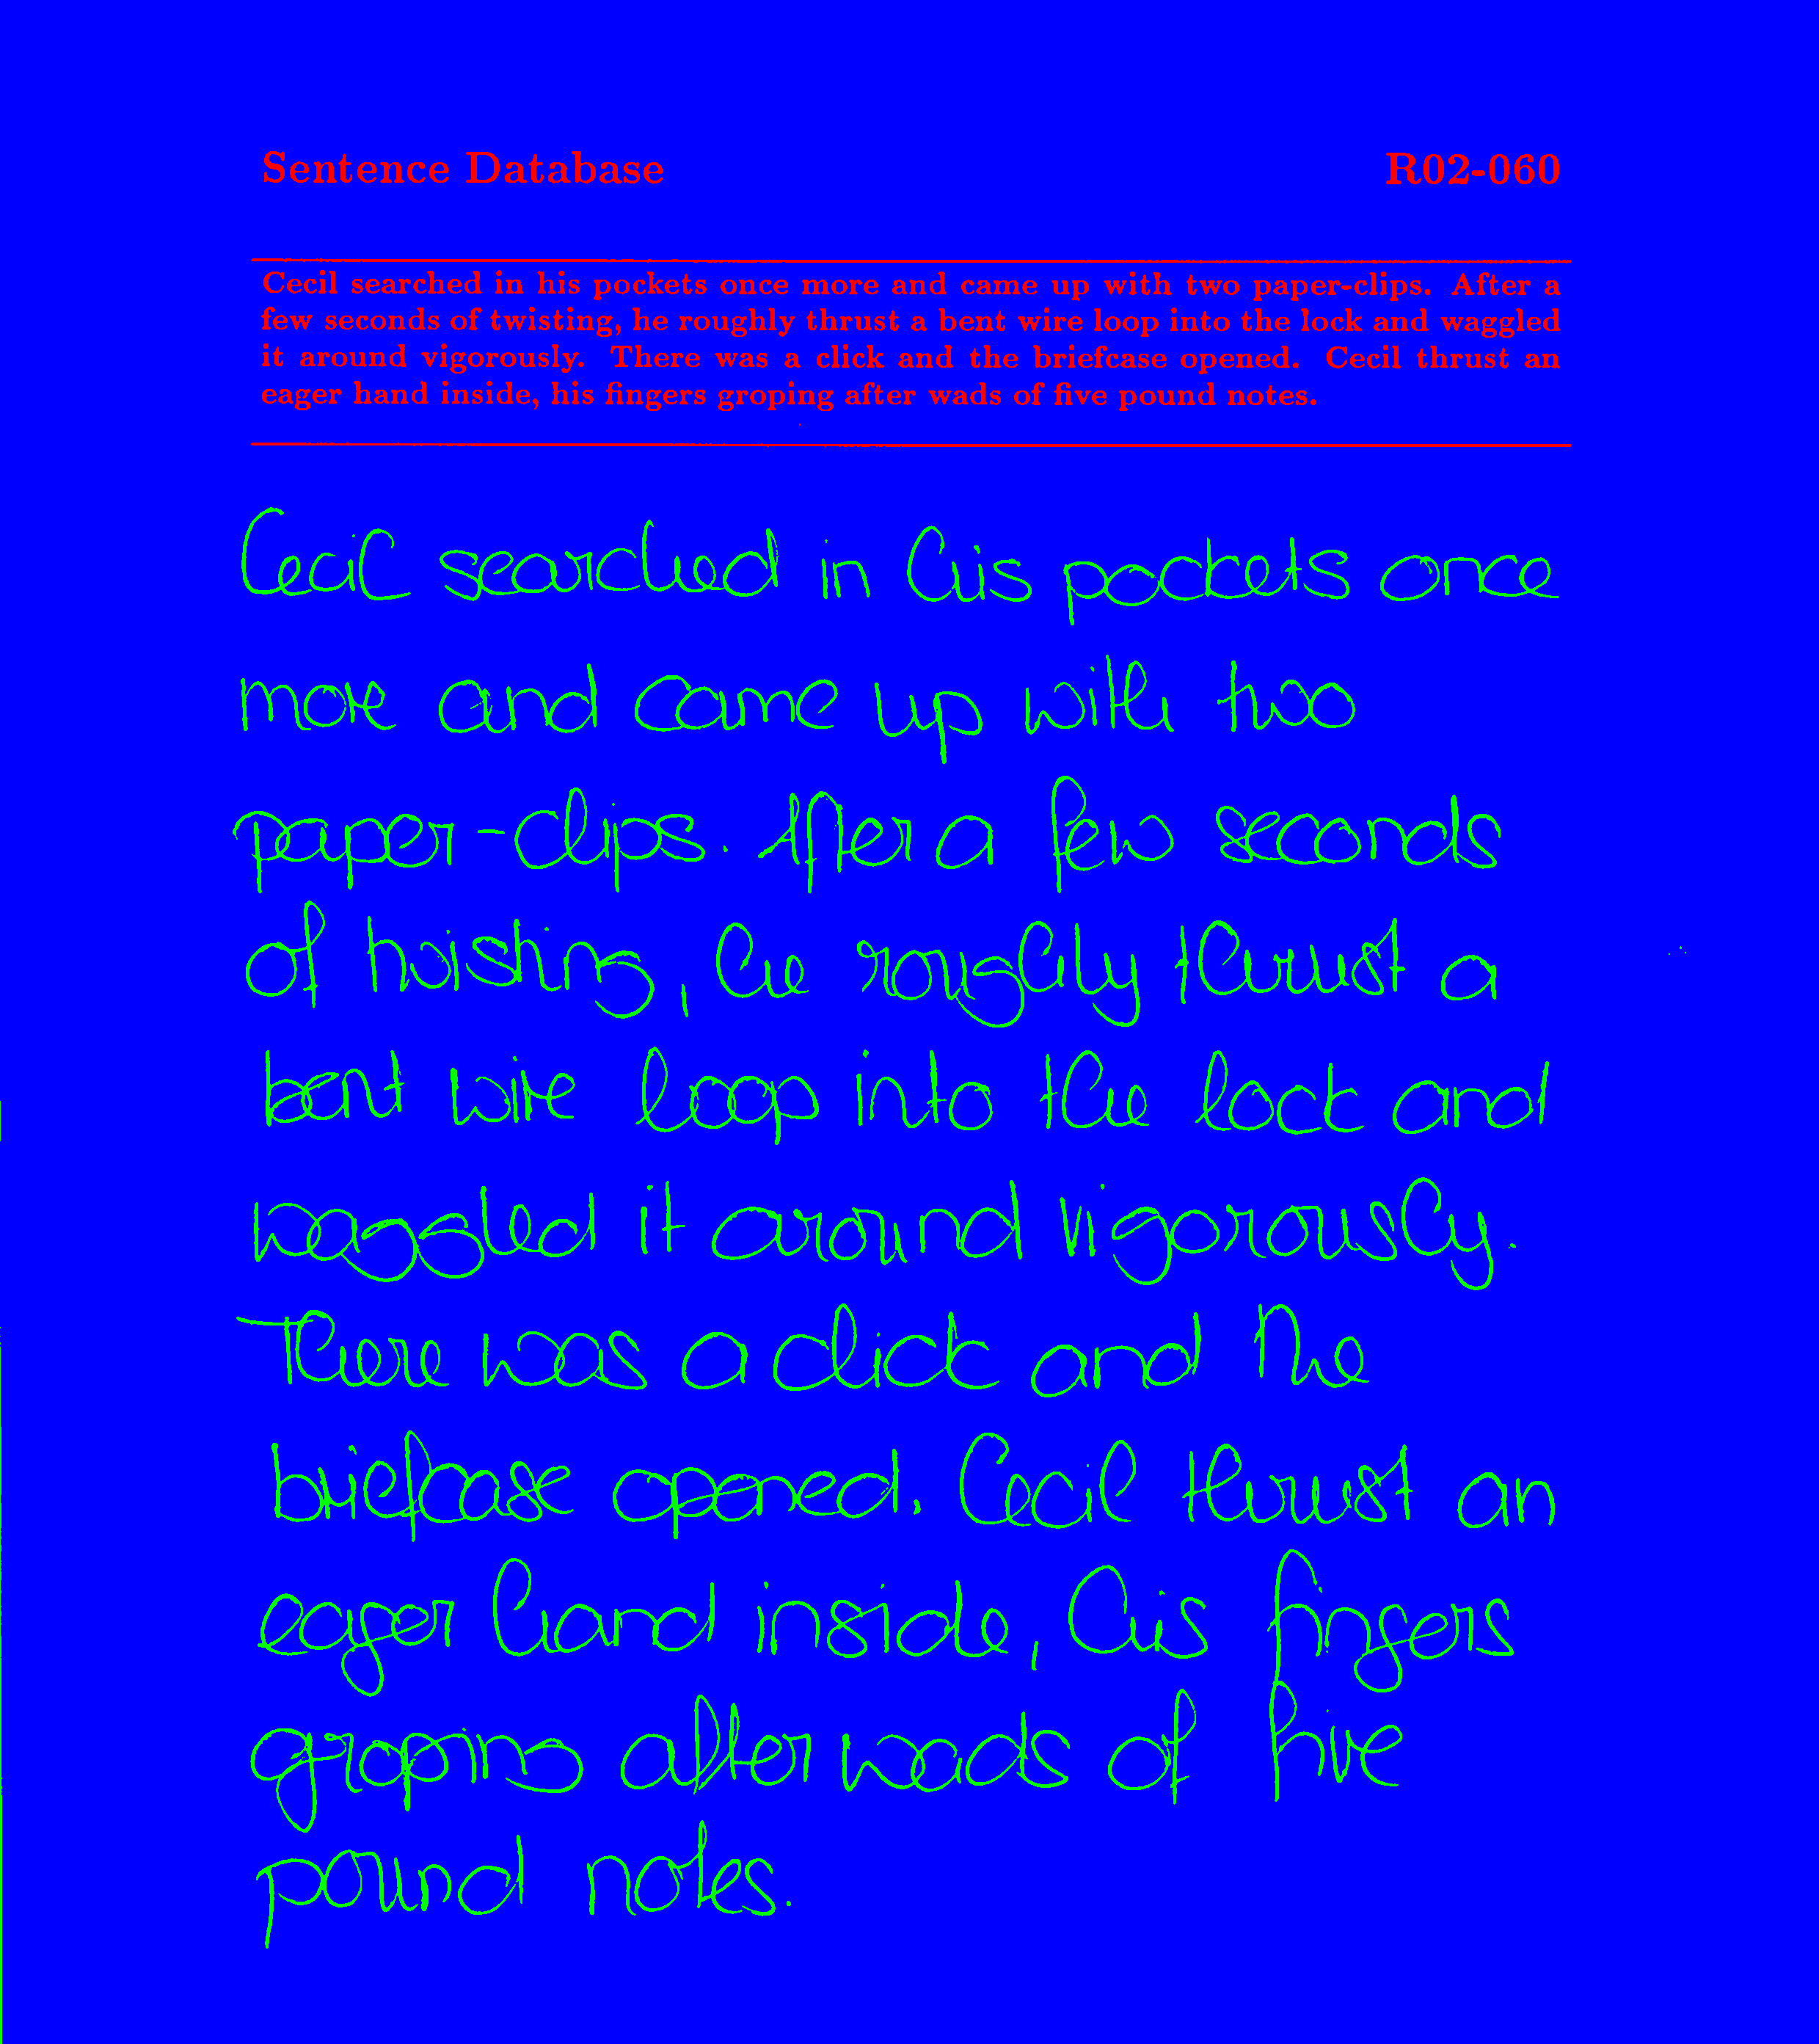 Sentence Database R02-060
Cecil searched in his pockets once more and came up with two paper-clips. After a
few seconds of twisting, he roughly thrust a bent wire loop into the lock and waggled
it around vigorously. There was a click and the briefcase opened. Cecil thrust an
eager hand inside, his fingers groping after wads of five pound notes.
Cecil searched in his pockets once
more and came up with two
paper-clips. After a few seconds
of twisting, he roughly thrust a
bent wire loop into the lock and
waggled it around vigorously.
There was a click and the
briefcase opened. Cecil thrust an
eager hand inside, his fingers
groping after wads of five
pound notes.